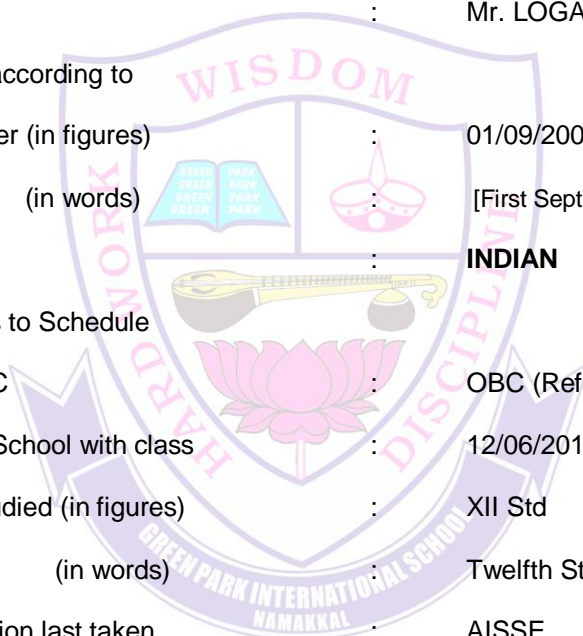 : Mr. LOGA
according to
er (in figures) : 01/09/200
(in words) : [First Sept
: INDIAN
s to Schedule
C : OBC (Ref
School with class : 12/06/201
udied (in figures) : XII Std
(in words) : Twelfth St
ion last taken : AISSE
WISDOM
HARD WORK
DISCIPLINE
GREEN PARK
GREEN PARK
GREEN PARK
GREEN PARK
GREEN PARK INTERNATIONAL SCHOOL
NAMAKKAL